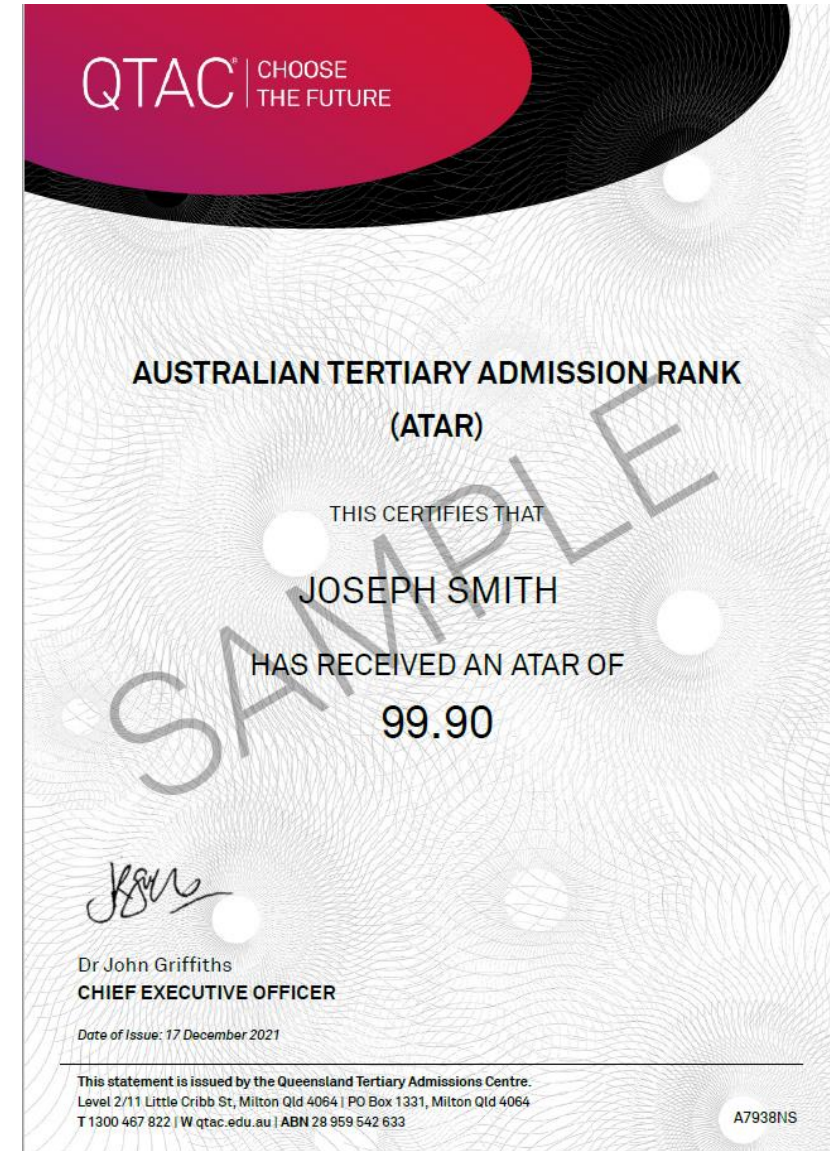 QTAC® CHOOSE
THE FUTURE
AUSTRALIAN TERTIARY ADMISSION RANK
(ATAR)
THIS CERTIFIES THAT
JOSEPH SMITH
HAS RECEIVED AN ATAR OF
99.90
SAMPLE
Dr John Griffiths
CHIEF EXECUTIVE OFFICER
Date of Issue: 17 December 2021
This statement is issued by the Queensland Tertiary Admissions Centre.
Level 2/11 Little Cribb St, Milton Qld 4064 | PO Box 1331, Milton Qld 4064
T 1300 467 822 | W qtac.edu.au | ABN 28 959 542 633
A7938NS